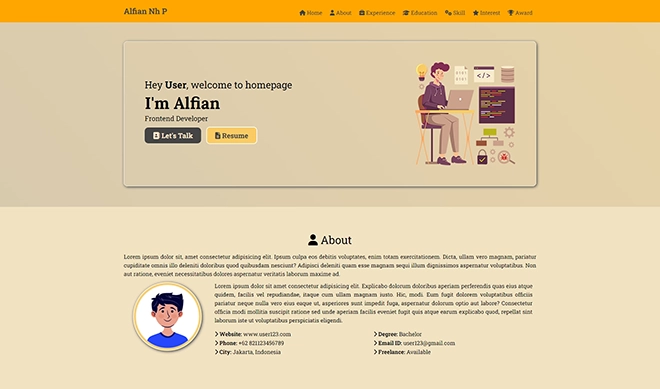 Alfian Nh P
Home About Experience Education Skill Interest Award
Hey User, welcome to homepage
I'm Alfian
Frontend Developer
Let's Talk Resume
</>
About
Lorem ipsum dolor sit, amet consectetur adipisicing elit. Ipsum culpa eos debitis voluptates, enim totam exercitationem. Dicta, ullam vero magnam, pariatur
cupiditate omnis illo deleniti doloribus quod quibusdam nesciunt? Adipisci deleniti quam esse magnam sequi illum dignissimos aspernatur voluptatibus. Non
aut ratione, eveniet necessitatibus dolores aspernatur veritatis laborum maxime ad.
Lorem ipsum dolor sit amet consectetur adipisicing elit. Explicabo dolorum doloribus aperiam perferendis quas eius atque
quidem, facilis vel repudiandae, itaque cum ullam magnam iusto. Hic, modi. Eum fugit dolorem voluptatibus officiis
pariatur neque nulla vero eius eaque ut, asperiores sunt impedit fuga, aspernatur dolorum optio aut labore? Consectetur
officia modi mollitia suscipit ratione sed unde aperiam facilis eveniet fugit quis atque earum explicabo quod, repellat sint
laborum iste ut voluptatibus perspiciatis eligendi.
Website: www.user123.com Degree: Bachelor
Phone: +62 821123456789 Email ID: user123@gmail.com
City: Jakarta, Indonesia Freelance: Available